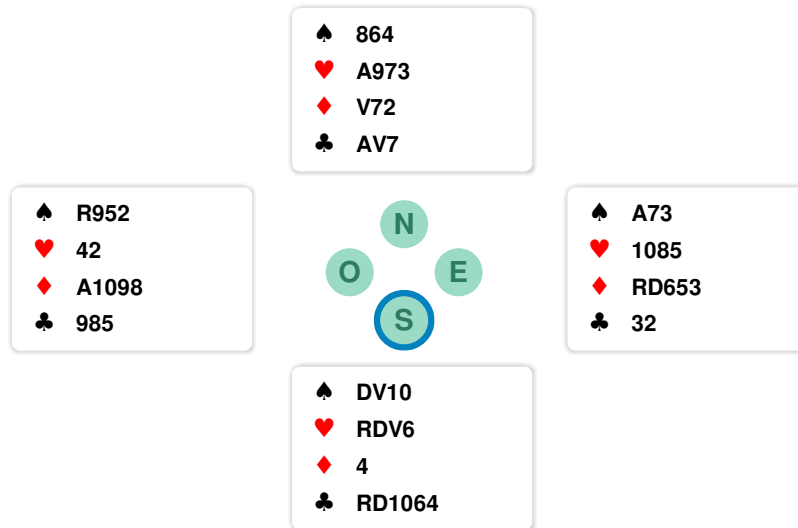 ♠ 864
♥ A973
♦ V72
♣ AV7
♠ R952
♥ 42
♦ A1098
♣ 985
N
O E
S
♠ A73
♥ 1085
♦ RD653
♣ 32
♠ DV10
♥ RDV6
♦ 4
♣ RD1064